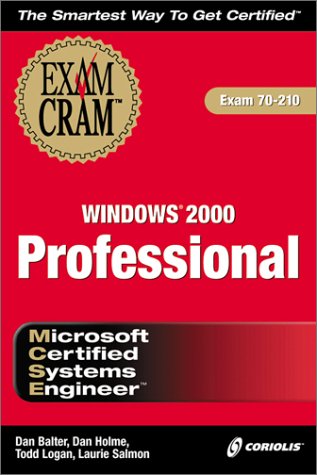 The Smartest Way To Get Certified™
EXAM
CRAM™
Exam 70-210
WINDOWS® 2000
Professional
Microsoft
Certified
Systems
Engineer™
Dan Balter, Dan Holme,
Todd Logan, Laurie Salmon
CORIOLIS™